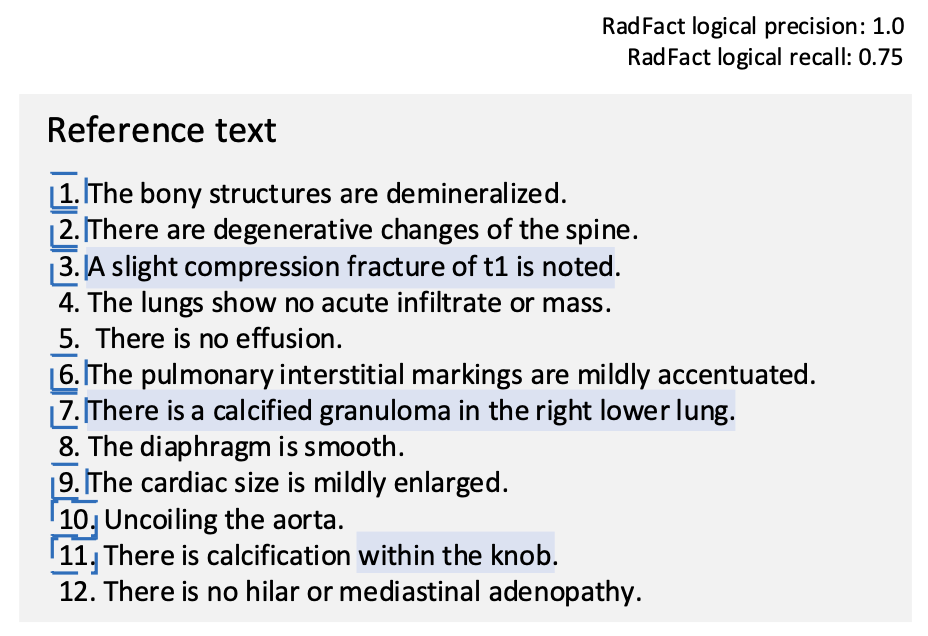 RadFact logical precision: 1.0
RadFact logical recall: 0.75
Reference text
1. The bony structures are demineralized.
2. There are degenerative changes of the spine.
3. A slight compression fracture of t1 is noted.
4. The lungs show no acute infiltrate or mass.
5. There is no effusion.
6. The pulmonary interstitial markings are mildly accentuated.
7. There is a calcified granuloma in the right lower lung.
8. The diaphragm is smooth.
9. The cardiac size is mildly enlarged.
10. Uncoiling the aorta.
11. There is calcification within the knob.
12. There is no hilar or mediastinal adenopathy.